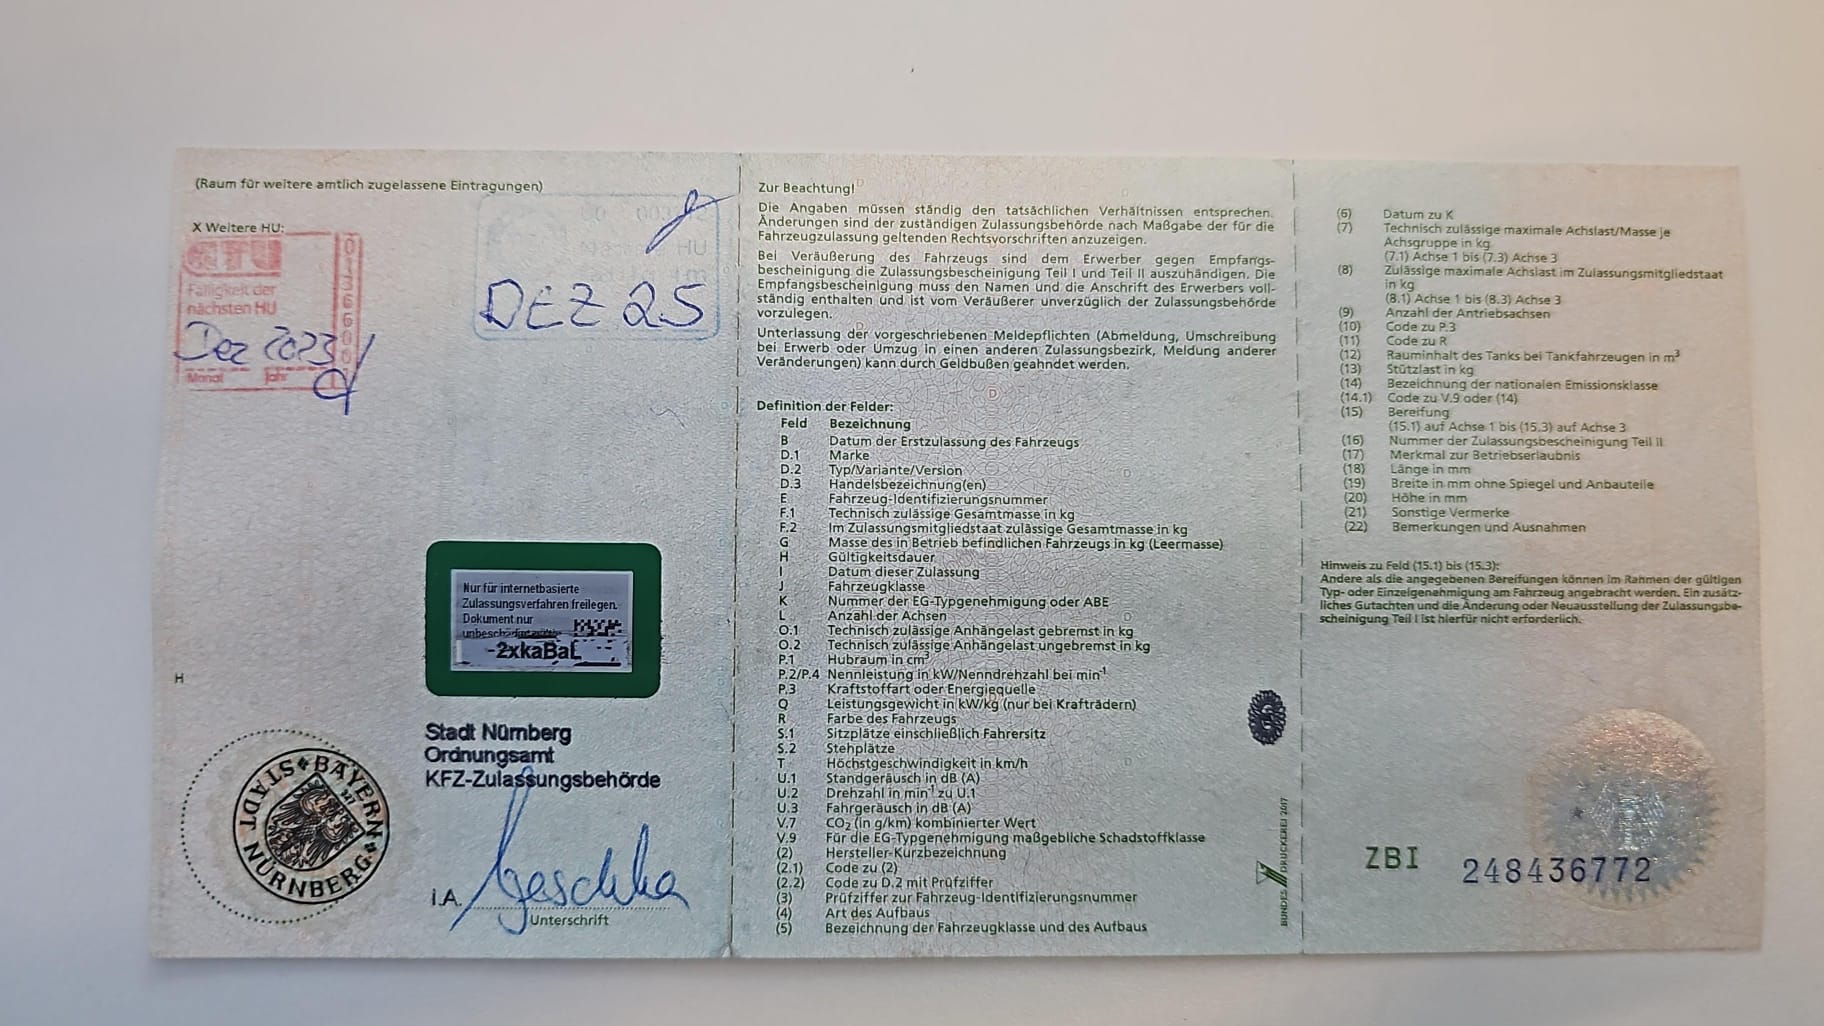 (Raum für weitere amtlich zugelassene Eintragungen)
X Weitere HU:
GTÜ
Fälligkeit der
nächsten HU
Dez 2023
Monat Jahr
DEZ 25
H
Nur für internetbasierte
Zulassungsverfahren freilegen.
Dokument nur
2xkaBaL
Stadt Nürnberg
Ordnungsamt
KFZ-Zulassungsbehörde
STADT NÜRNBERG
BAYERN
i.A.
Unterschrift
Zur Beachtung!
Die Angaben müssen ständig den tatsächlichen Verhältnissen entsprechen.
Änderungen sind der zuständigen Zulassungsbehörde nach Maßgabe der für die
Fahrzeugzulassung geltenden Rechtsvorschriften anzuzeigen.
Bei Veräußerung des Fahrzeugs sind dem Erwerber gegen Empfangs-
bescheinigung die Zulassungsbescheinigung Teil I und Teil II auszuhändigen. Die
Empfangsbescheinigung muss den Namen und die Anschrift des Erwerbers voll-
ständig enthalten und ist vom Veräußerer unverzüglich der Zulassungsbehörde
vorzulegen.
Unterlassung der vorgeschriebenen Meldepflichten (Abmeldung, Umschreibung
bei Erwerb oder Umzug in einen anderen Zulassungsbezirk, Meldung anderer
Veränderungen) kann durch Geldbußen geahndet werden.
Definition der Felder:
Feld Bezeichnung
B Datum der Erstzulassung des Fahrzeugs
D.1 Marke
D.2 Typ/Variante/Version
D.3 Handelsbezeichnung(en)
E Fahrzeug-Identifizierungsnummer
F.1 Technisch zulässige Gesamtmasse in kg
F.2 Im Zulassungsmitgliedstaat zulässige Gesamtmasse in kg
G Masse des in Betrieb befindlichen Fahrzeugs in kg (Leermasse)
H Gültigkeitsdauer
I Datum dieser Zulassung
J Fahrzeugklasse
K Nummer der EG-Typgenehmigung oder ABE
L Anzahl der Achsen
O.1 Technisch zulässige Anhängelast gebremst in kg
O.2 Technisch zulässige Anhängelast ungebremst in kg
P.1 Hubraum in cm³
P.2/P.4 Nennleistung in kW/Nenndrehzahl bei min⁻¹
P.3 Kraftstoffart oder Energiequelle
Q Leistungsgewicht in kW/kg (nur bei Krafträdern)
R Farbe des Fahrzeugs
S.1 Sitzplätze einschließlich Fahrersitz
S.2 Stehplätze
T Höchstgeschwindigkeit in km/h
U.1 Standgeräusch in dB (A)
U.2 Drehzahl in min⁻¹ zu U.1
U.3 Fahrgeräusch in dB (A)
V.7 CO₂ (in g/km) kombinierter Wert
V.9 Für die EG-Typgenehmigung maßgebliche Schadstoffklasse
(2) Hersteller-Kurzbezeichnung
(2.1) Code zu (2)
(2.2) Code zu D.2 mit Prüfziffer
(3) Prüfziffer zur Fahrzeug-Identifizierungsnummer
(4) Art des Aufbaus
(5) Bezeichnung der Fahrzeugklasse und des Aufbaus
BUNDESDRUCKEREI 2017
(6) Datum zu K
(7) Technisch zulässige maximale Achslast/Masse je
Achsgruppe in kg
(7.1) Achse 1 bis (7.3) Achse 3
(8) Zulässige maximale Achslast im Zulassungsmitgliedstaat
in kg
(8.1) Achse 1 bis (8.3) Achse 3
(9) Anzahl der Antriebsachsen
(10) Code zu P.3
(11) Code zu R
(12) Rauminhalt des Tanks bei Tankfahrzeugen in m³
(13) Stützlast in kg
(14) Bezeichnung der nationalen Emissionsklasse
(14.1) Code zu V.9 oder (14)
(15) Bereifung
(15.1) auf Achse 1 bis (15.3) auf Achse 3
(16) Nummer der Zulassungsbescheinigung Teil II
(17) Merkmal zur Betriebserlaubnis
(18) Länge in mm
(19) Breite in mm ohne Spiegel und Anbauteile
(20) Höhe in mm
(21) Sonstige Vermerke
(22) Bemerkungen und Ausnahmen
Hinweis zu Feld (15.1) bis (15.3):
Andere als die angegebenen Bereifungen können im Rahmen der gültigen
Typ- oder Einzelgenehmigung am Fahrzeug angebracht werden. Ein zusätz-
liches Gutachten und die Änderung oder Neuausstellung der Zulassungsbe-
scheinigung Teil I ist hierfür nicht erforderlich.
ZBI 248436772